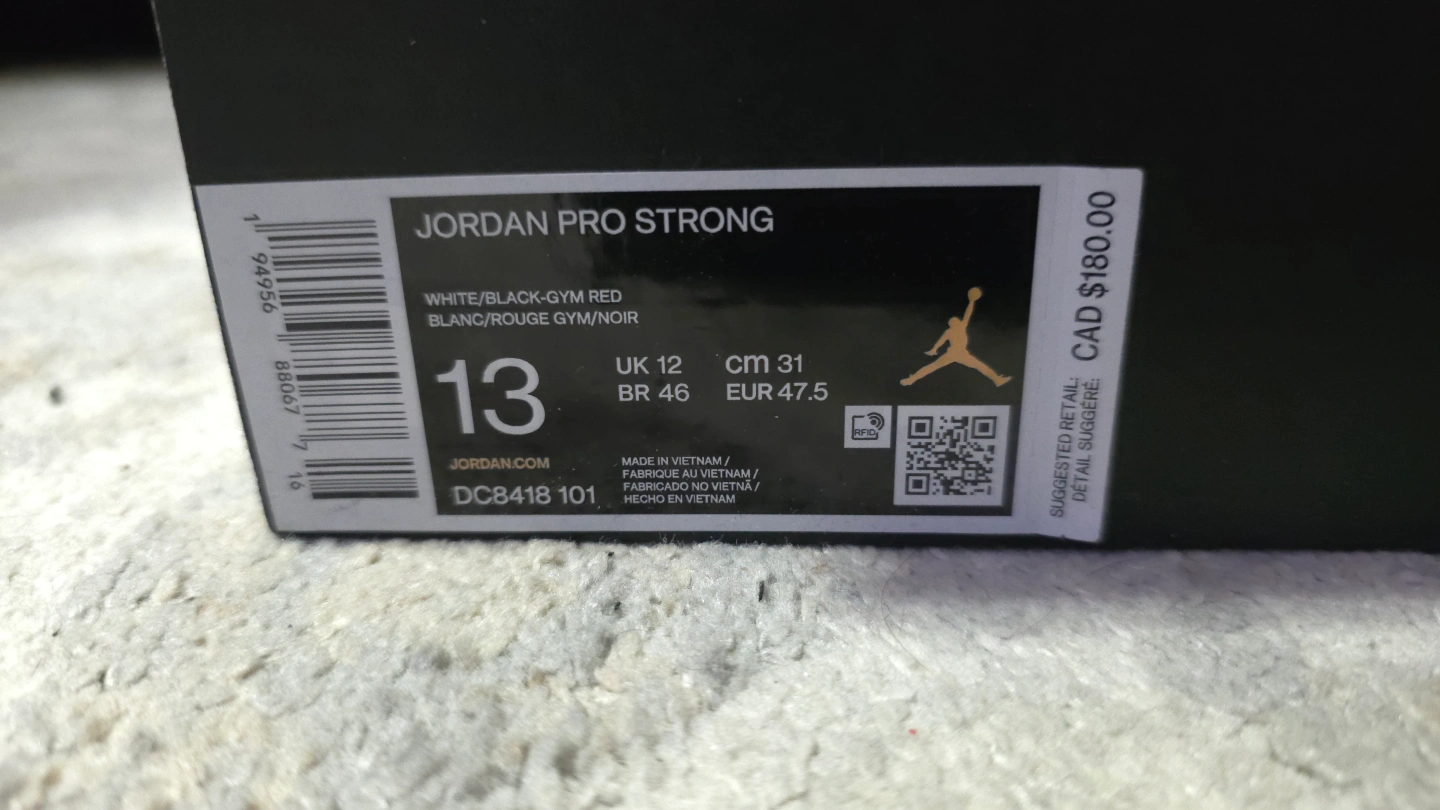 JORDAN PRO STRONG
WHITE/BLACK-GYM RED
BLANC/ROUGE GYM/NOIR
13
UK 12 cm 31
BR 46 EUR 47.5
RFID
JORDAN.COM
DC8418 101
MADE IN VIETNAM /
FABRIQUE AU VIETNAM /
FABRICADO NO VIETNÃ /
HECHO EN VIETNAM
1 94956 88067 7 16
SUGGESTED RETAIL: CAD $180.00
DÉTAIL SUGGÉRÉ: